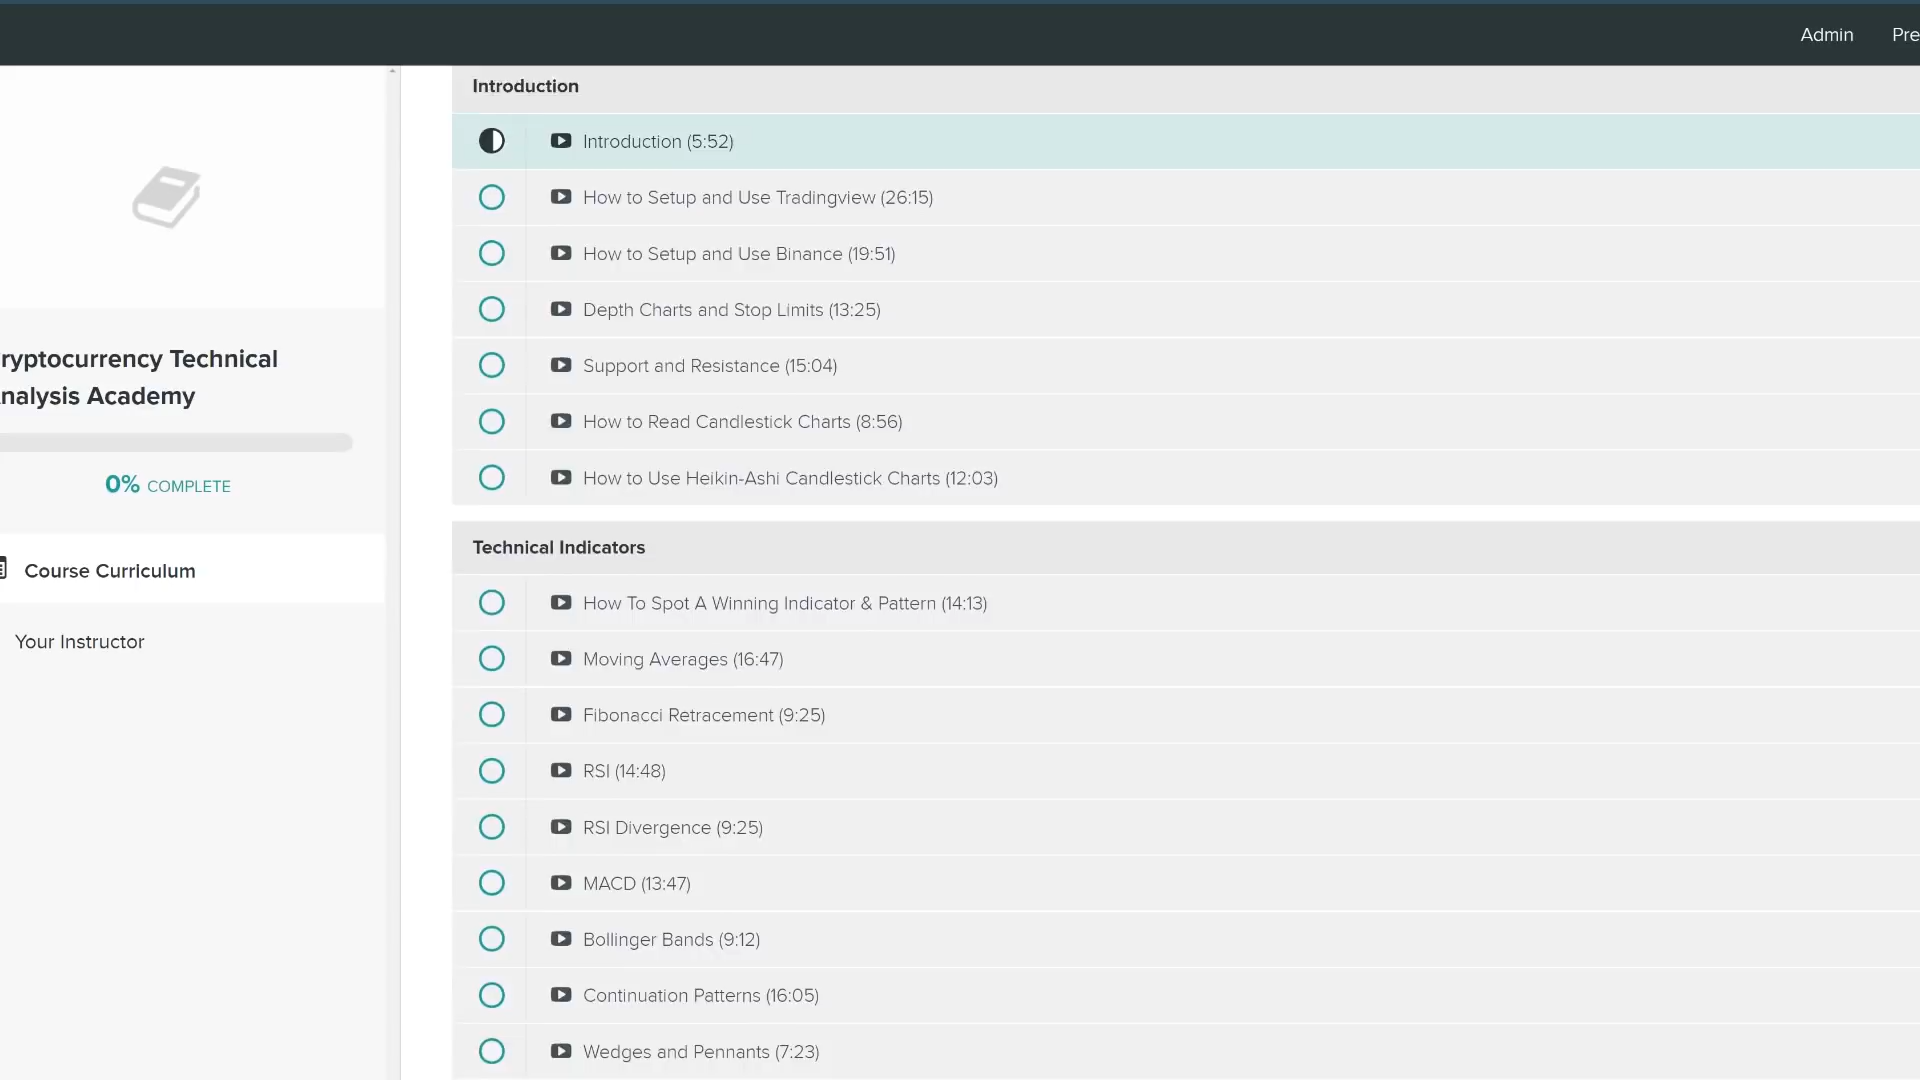 Admin
Pre
ryptocurrency Technical
nalysis Academy
0% COMPLETE
Course Curriculum
Your Instructor
Introduction
Introduction (5:52)
How to Setup and Use Tradingview (26:15)
How to Setup and Use Binance (19:51)
Depth Charts and Stop Limits (13:25)
Support and Resistance (15:04)
How to Read Candlestick Charts (8:56)
How to Use Heikin-Ashi Candlestick Charts (12:03)
Technical Indicators
How To Spot A Winning Indicator & Pattern (14:13)
Moving Averages (16:47)
Fibonacci Retracement (9:25)
RSI (14:48)
RSI Divergence (9:25)
MACD (13:47)
Bollinger Bands (9:12)
Continuation Patterns (16:05)
Wedges and Pennants (7:23)